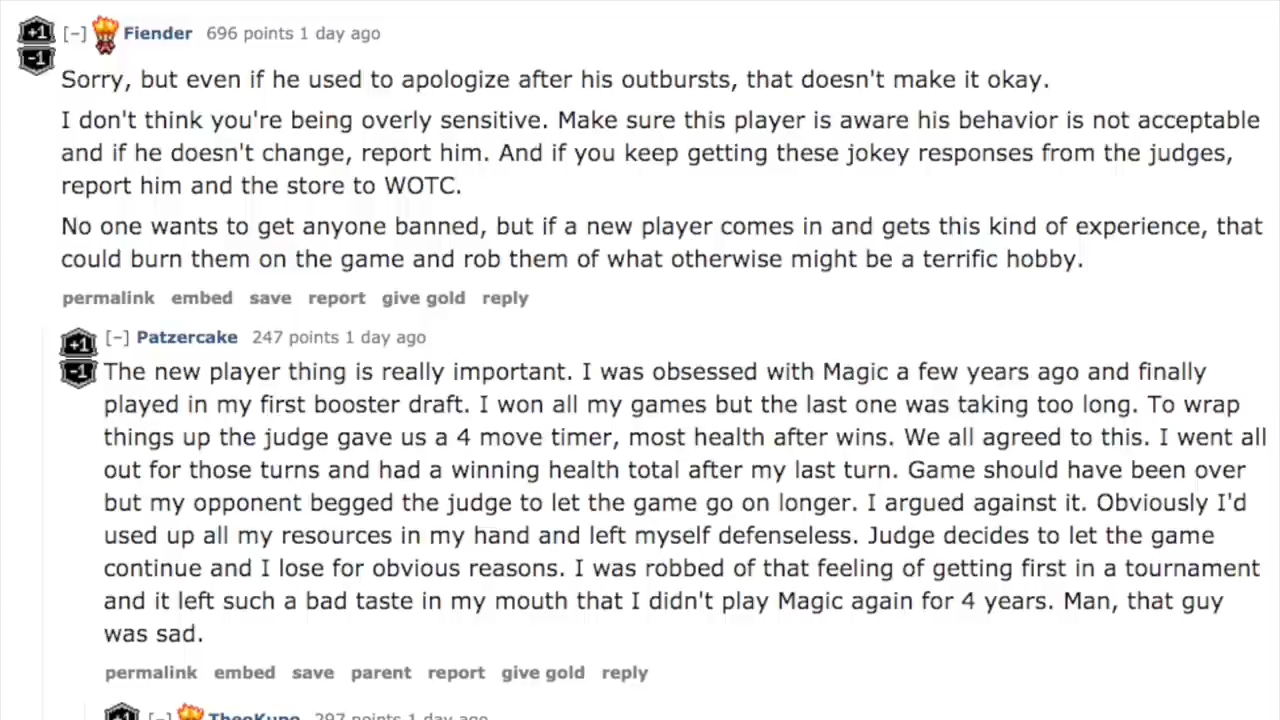 +1 [–] Fiender 696 points 1 day ago
-1
Sorry, but even if he used to apologize after his outbursts, that doesn't make it okay.
I don't think you're being overly sensitive. Make sure this player is aware his behavior is not acceptable
and if he doesn't change, report him. And if you keep getting these jokey responses from the judges,
report him and the store to WOTC.
No one wants to get anyone banned, but if a new player comes in and gets this kind of experience, that
could burn them on the game and rob them of what otherwise might be a terrific hobby.
permalink embed save report give gold reply
+1 [–] Patzercake 247 points 1 day ago
-1
The new player thing is really important. I was obsessed with Magic a few years ago and finally
played in my first booster draft. I won all my games but the last one was taking too long. To wrap
things up the judge gave us a 4 move timer, most health after wins. We all agreed to this. I went all
out for those turns and had a winning health total after my last turn. Game should have been over
but my opponent begged the judge to let the game go on longer. I argued against it. Obviously I'd
used up all my resources in my hand and left myself defenseless. Judge decides to let the game
continue and I lose for obvious reasons. I was robbed of that feeling of getting first in a tournament
and it left such a bad taste in my mouth that I didn't play Magic again for 4 years. Man, that guy
was sad.
permalink embed save parent report give gold reply
+1 [–] TheoKuno 297 points 1 day ago